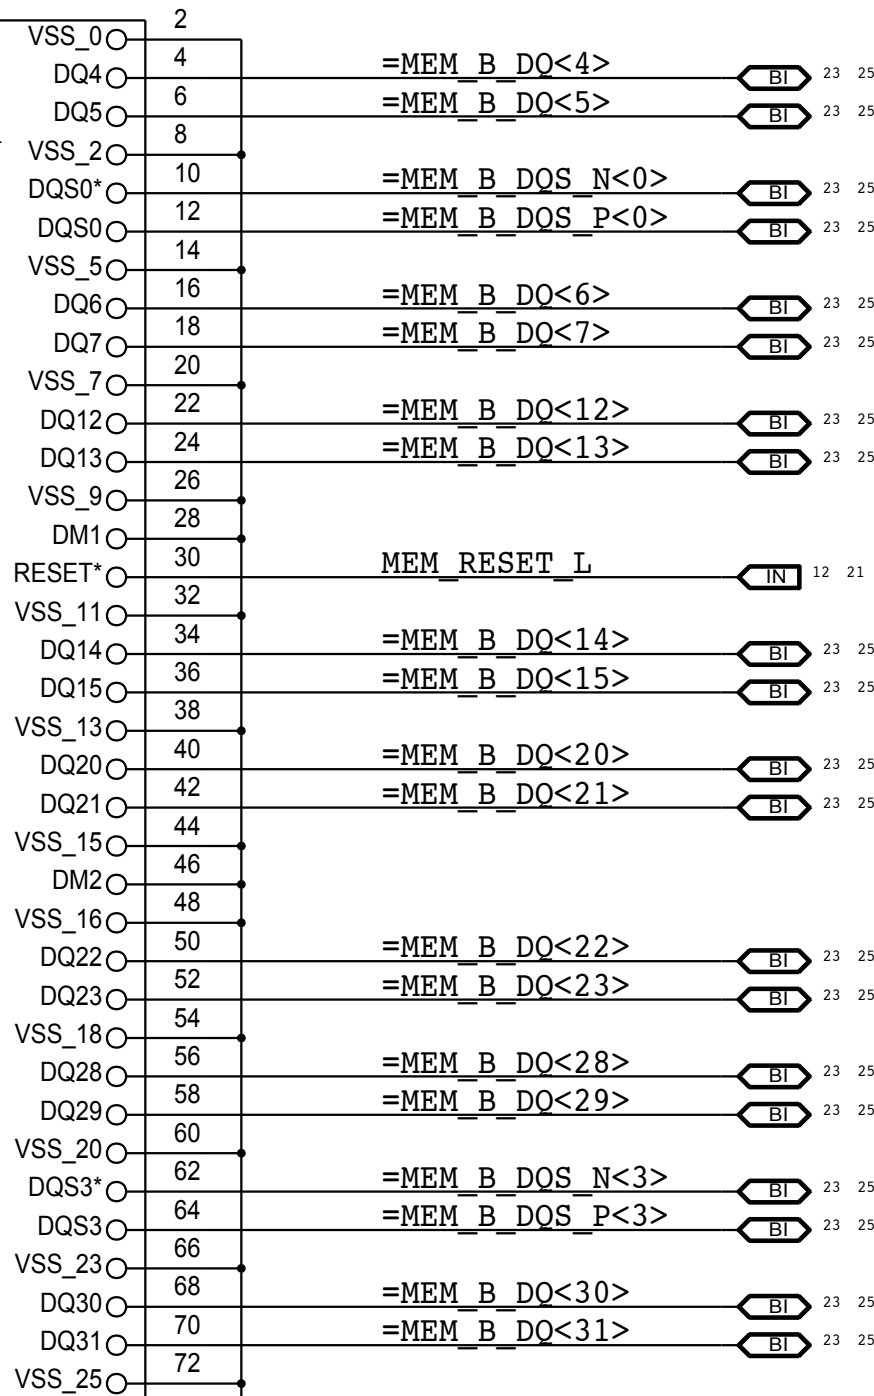 VSS_0 2
DQ4 4 =MEM_B_DQ<4> BI 23 25
DQ5 6 =MEM_B_DQ<5> BI 23 25
VSS_2 8
DQS0* 10 =MEM_B_DQS_N<0> BI 23 25
DQS0 12 =MEM_B_DQS_P<0> BI 23 25
VSS_5 14
DQ6 16 =MEM_B_DQ<6> BI 23 25
DQ7 18 =MEM_B_DQ<7> BI 23 25
VSS_7 20
DQ12 22 =MEM_B_DQ<12> BI 23 25
DQ13 24 =MEM_B_DQ<13> BI 23 25
VSS_9 26
DM1 28
RESET* 30 MEM_RESET_L IN 12 21
VSS_11 32
DQ14 34 =MEM_B_DQ<14> BI 23 25
DQ15 36 =MEM_B_DQ<15> BI 23 25
VSS_13 38
DQ20 40 =MEM_B_DQ<20> BI 23 25
DQ21 42 =MEM_B_DQ<21> BI 23 25
VSS_15 44
DM2 46
VSS_16 48
DQ22 50 =MEM_B_DQ<22> BI 23 25
DQ23 52 =MEM_B_DQ<23> BI 23 25
VSS_18 54
DQ28 56 =MEM_B_DQ<28> BI 23 25
DQ29 58 =MEM_B_DQ<29> BI 23 25
VSS_20 60
DQS3* 62 =MEM_B_DQS_N<3> BI 23 25
DQS3 64 =MEM_B_DQS_P<3> BI 23 25
VSS_23 66
DQ30 68 =MEM_B_DQ<30> BI 23 25
DQ31 70 =MEM_B_DQ<31> BI 23 25
VSS_25 72